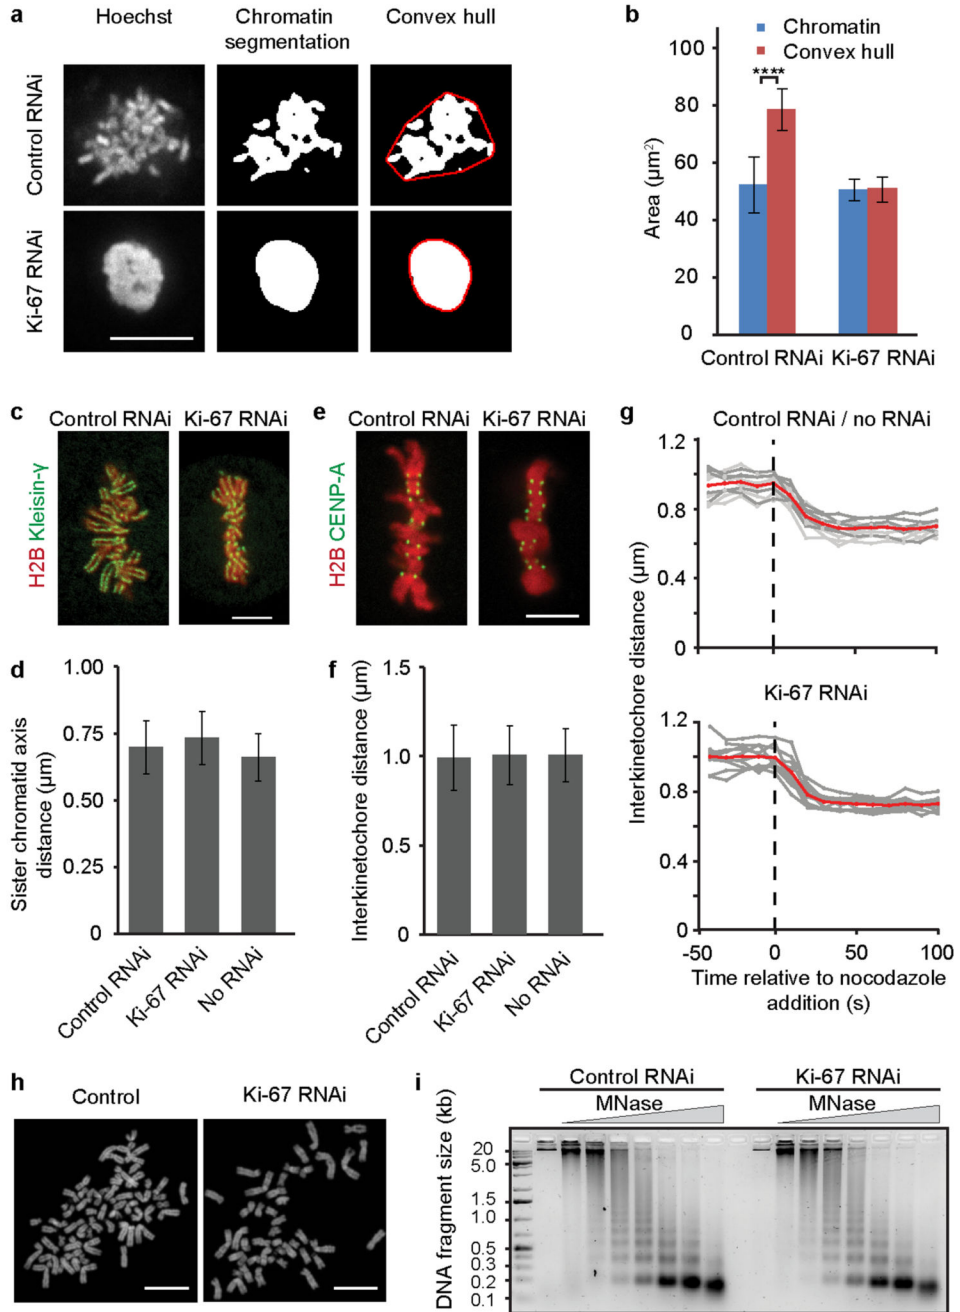 a
Hoechst
Chromatin
segmentation
Convex hull
Control RNAi
Ki-67 RNAi
b
Chromatin
Convex hull
****
100
80
60
40
20
0
Area (µm²)
Control RNAi
Ki-67 RNAi
c
Control RNAi
Ki-67 RNAi
H2B Kleisin-γ
e
Control RNAi
Ki-67 RNAi
H2B CENP-A
g
Control RNAi / no RNAi
1.2
0.8
0.4
0
Ki-67 RNAi
1.2
0.8
0.4
0
Interkinetochore distance (µm)
-50
0
50
100
Time relative to nocodazole
addition (s)
d
1.00
0.75
0.50
0.25
0
Sister chromatid axis
distance (µm)
Control RNAi
Ki-67 RNAi
No RNAi
f
1.5
1.0
0.5
0
Interkinetochore distance (µm)
Control RNAi
Ki-67 RNAi
No RNAi
h
Control
Ki-67 RNAi
i
Control RNAi
Ki-67 RNAi
MNase
MNase
DNA fragment size (kb)
20
5.0
1.5
1.0
0.5
0.3
0.2
0.1